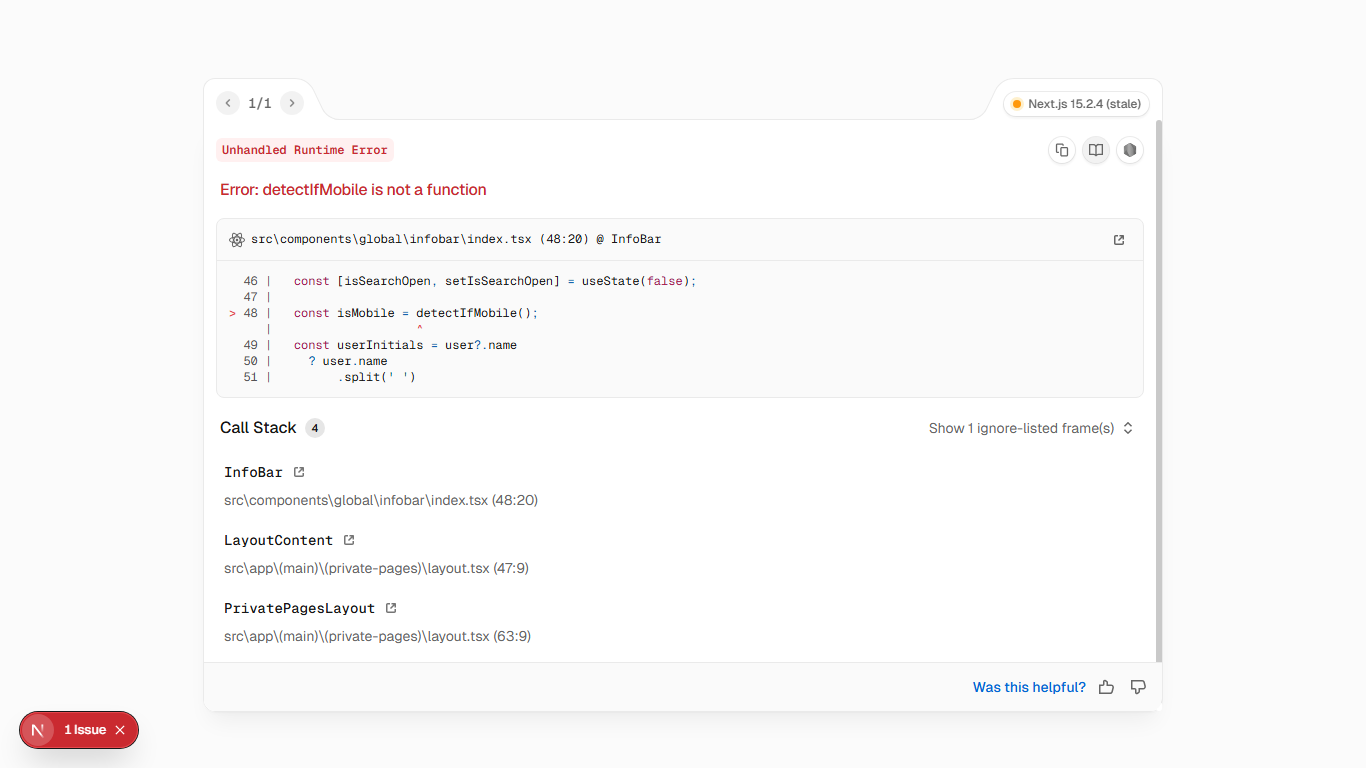 1/1
Next.js 15.2.4 (stale)
Unhandled Runtime Error
Error: detectIfMobile is not a function
src\components\global\infobar\index.tsx (48:20) @ InfoBar
46 |   const [isSearchOpen, setIsSearchOpen] = useState(false);
47 |
> 48 |   const isMobile = detectIfMobile();
|                    ^
49 |   const userInitials = user?.name
50 |     ? user.name
51 |         .split(' ')
Call Stack 4
Show 1 ignore-listed frame(s)
InfoBar
src\components\global\infobar\index.tsx (48:20)
LayoutContent
src\app\(main)\(private-pages)\layout.tsx (47:9)
PrivatePagesLayout
src\app\(main)\(private-pages)\layout.tsx (63:9)
Was this helpful?
N 1 Issue